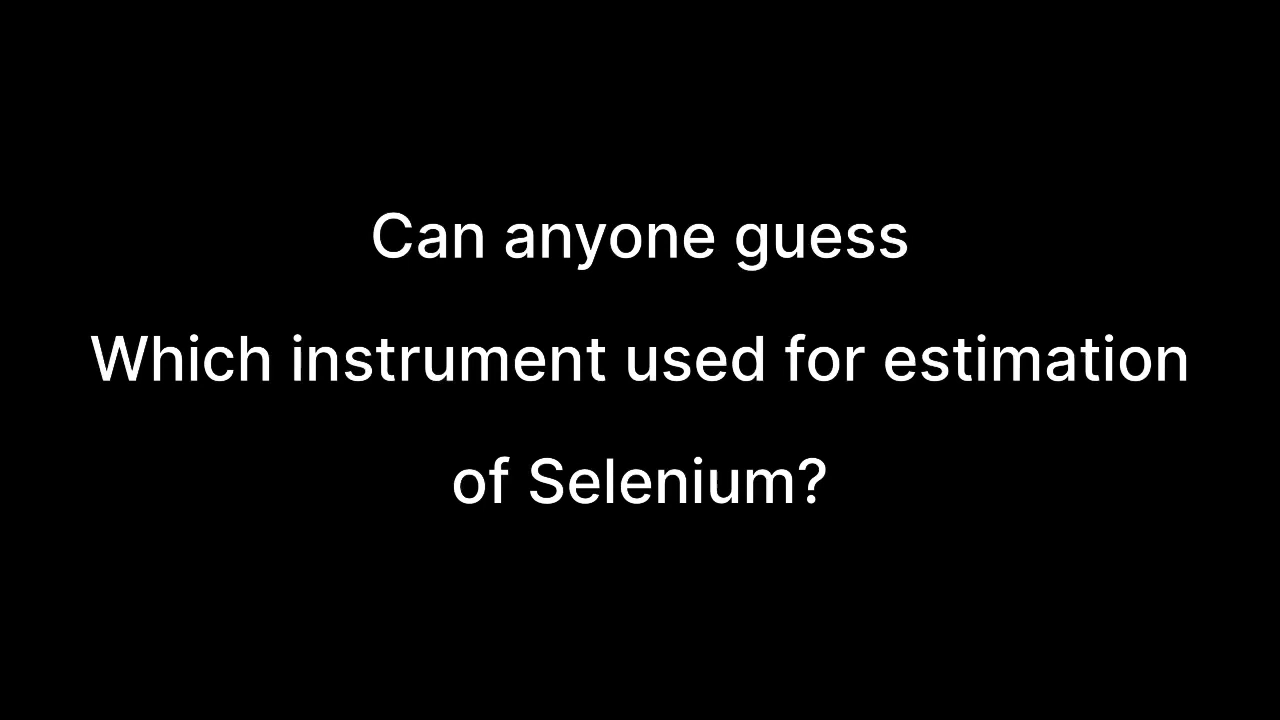 Can anyone guess
Which instrument used for estimation
of Selenium?